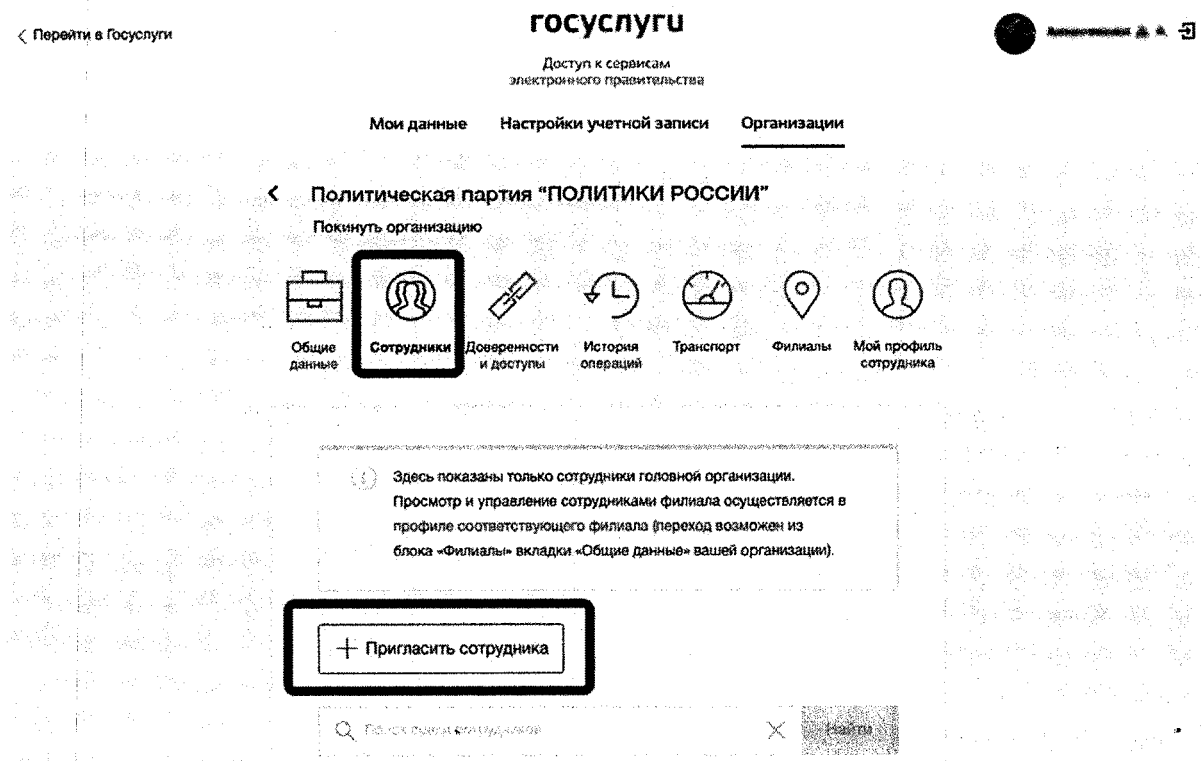 Перейти в Госуслуги
госуслуги
Доступ к сервисам
электронного правительства
Мои данные Настройки учетной записи Организации
Политическая партия "ПОЛИТИКИ РОССИИ"
Покинуть организацию
Общие данные
Сотрудники
Доверенности и доступы
История операций
Транспорт
Филиалы
Мой профиль сотрудника
Здесь показаны только сотрудники головной организации.
Просмотр и управление сотрудниками филиала осуществляется в
профиле соответствующего филиала (переход возможен из
блока «Филиалы» вкладки «Общие данные» вашей организации).
Пригласить сотрудника
Найти